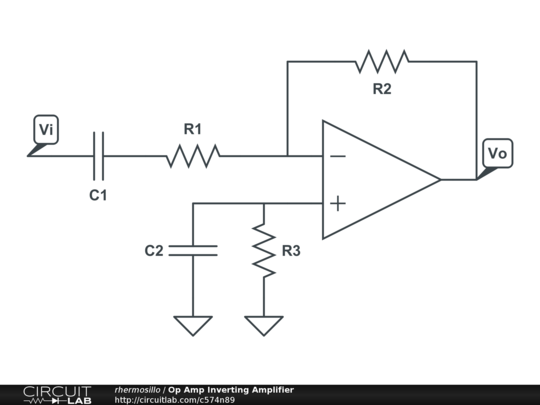 R2
Vi
R1
Vo
C1
C2
R3
CIRCUIT
LAB
rhermosillo / Op Amp Inverting Amplifier
http://circuitlab.com/c574n89